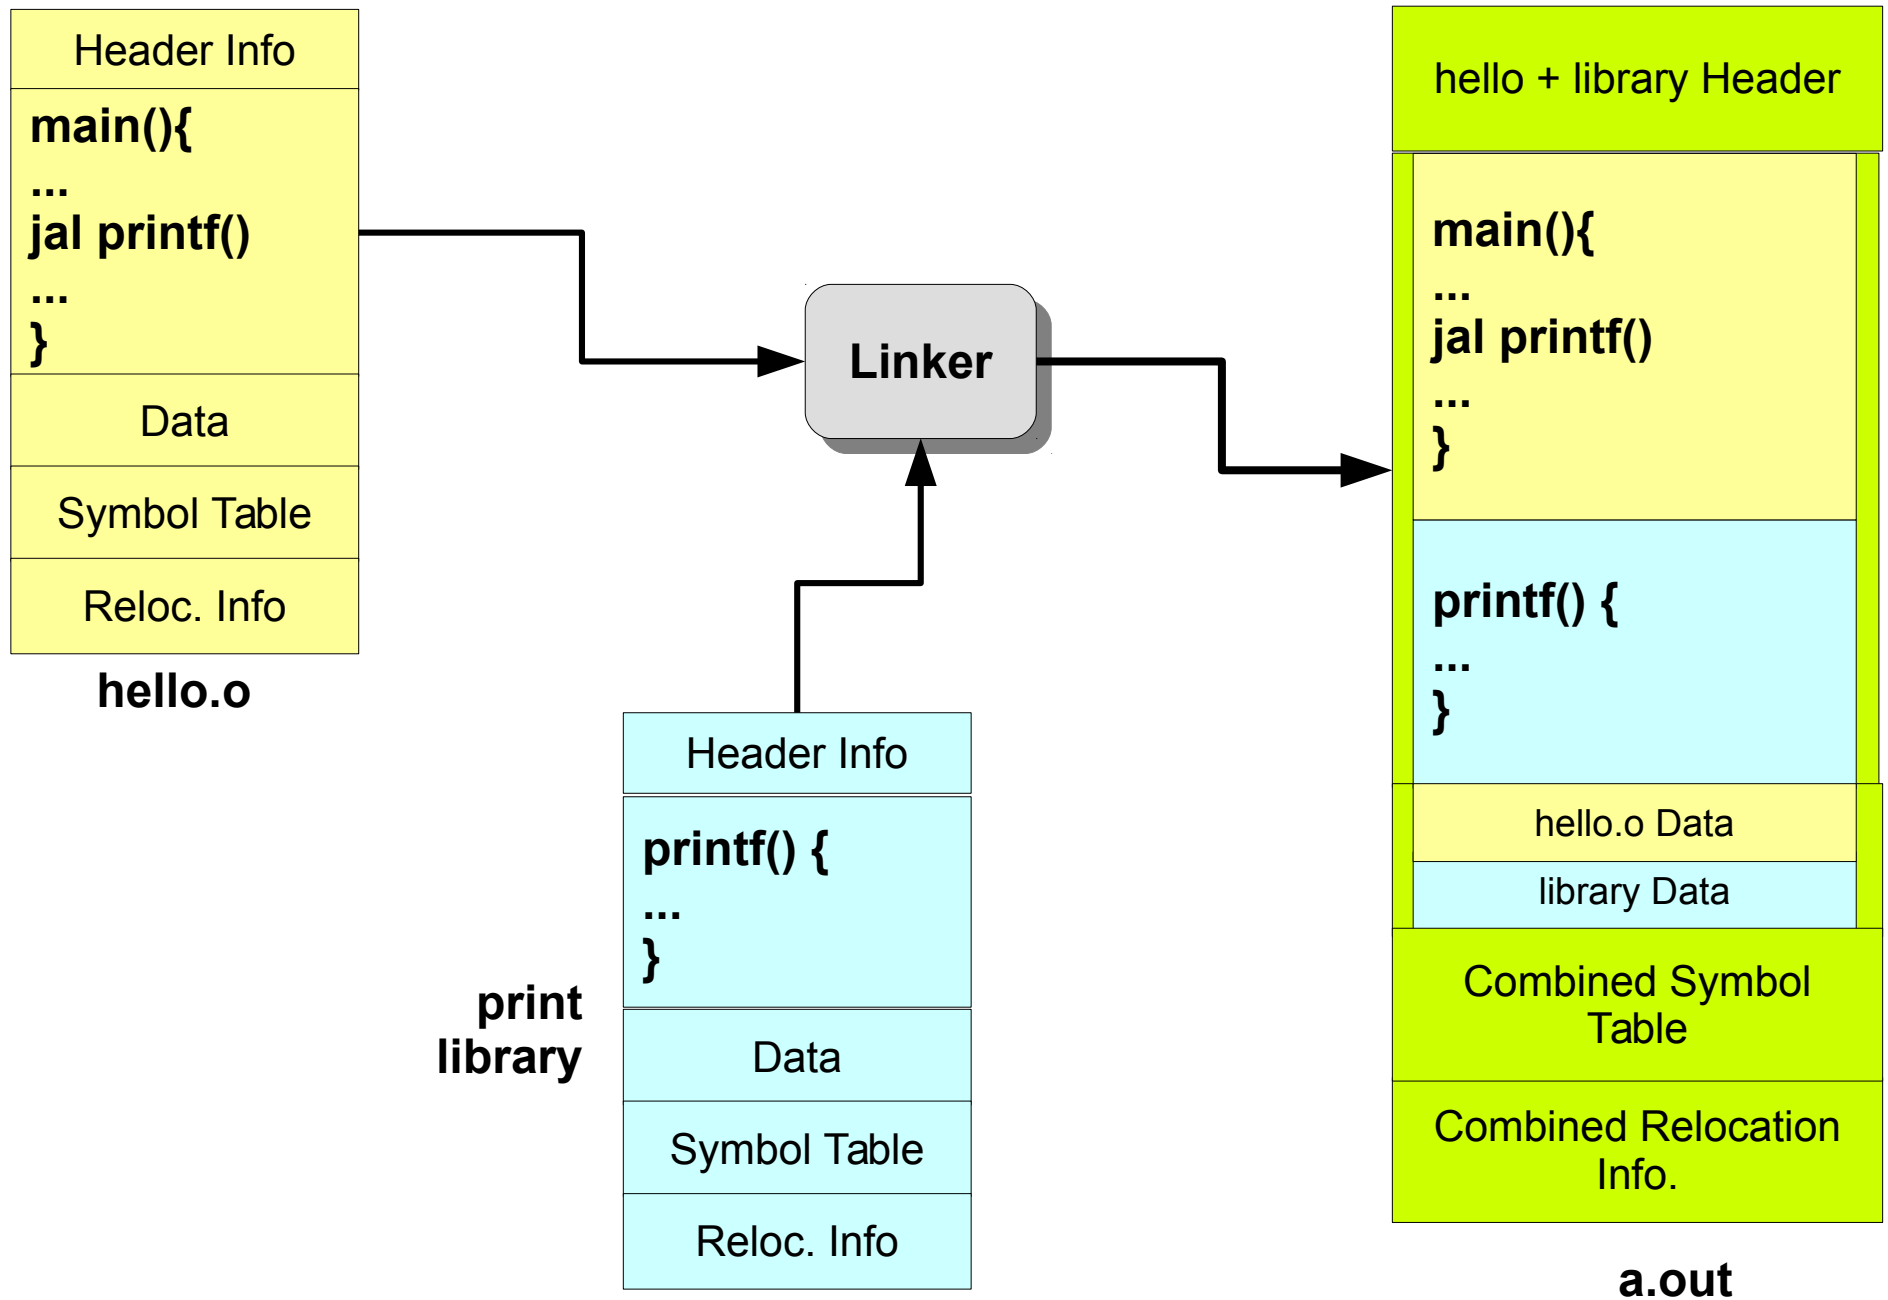 Header Info
main(){
...
jal printf()
...
}
Data
Symbol Table
Reloc. Info
hello.o
Linker
print
library
Header Info
printf() {
...
}
Data
Symbol Table
Reloc. Info
hello + library Header
main(){
...
jal printf()
...
}
printf() {
...
}
hello.o Data
library Data
Combined Symbol
Table
Combined Relocation
Info.
a.out